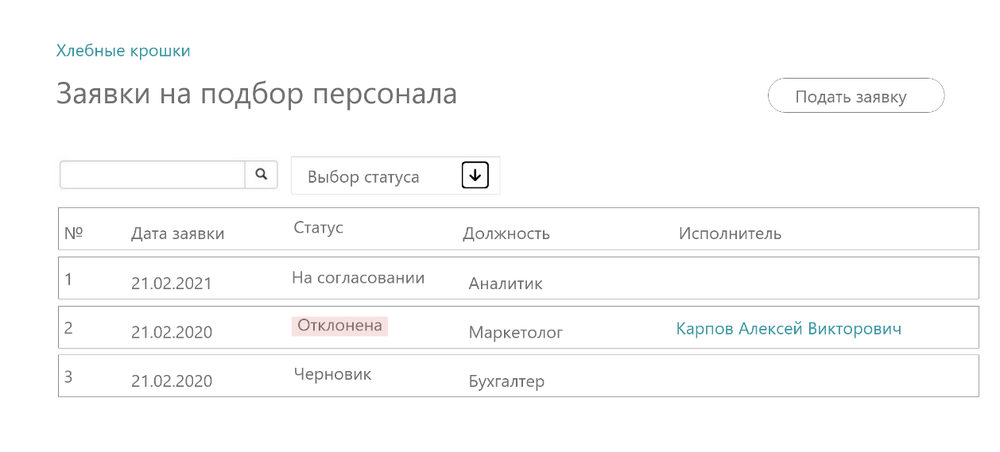 Хлебные крошки
Заявки на подбор персонала
Подать заявку
Выбор статуса
№ Дата заявки Статус Должность Исполнитель
1 21.02.2021 На согласовании Аналитик
2 21.02.2020 Отклонена Маркетолог Карпов Алексей Викторович
3 21.02.2020 Черновик Бухгалтер